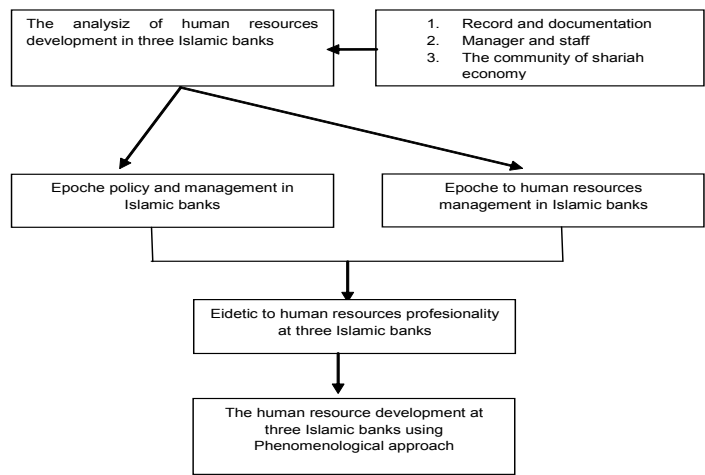 The analysiz of human resources
development in three Islamic banks
1. Record and documentation
2. Manager and staff
3. The community of shariah
economy
Epoche policy and management in
Islamic banks
Epoche to human resources
management in Islamic banks
Eidetic to human resources profesionality
at three Islamic banks
The human resource development at
three Islamic banks using
Phenomenological approach